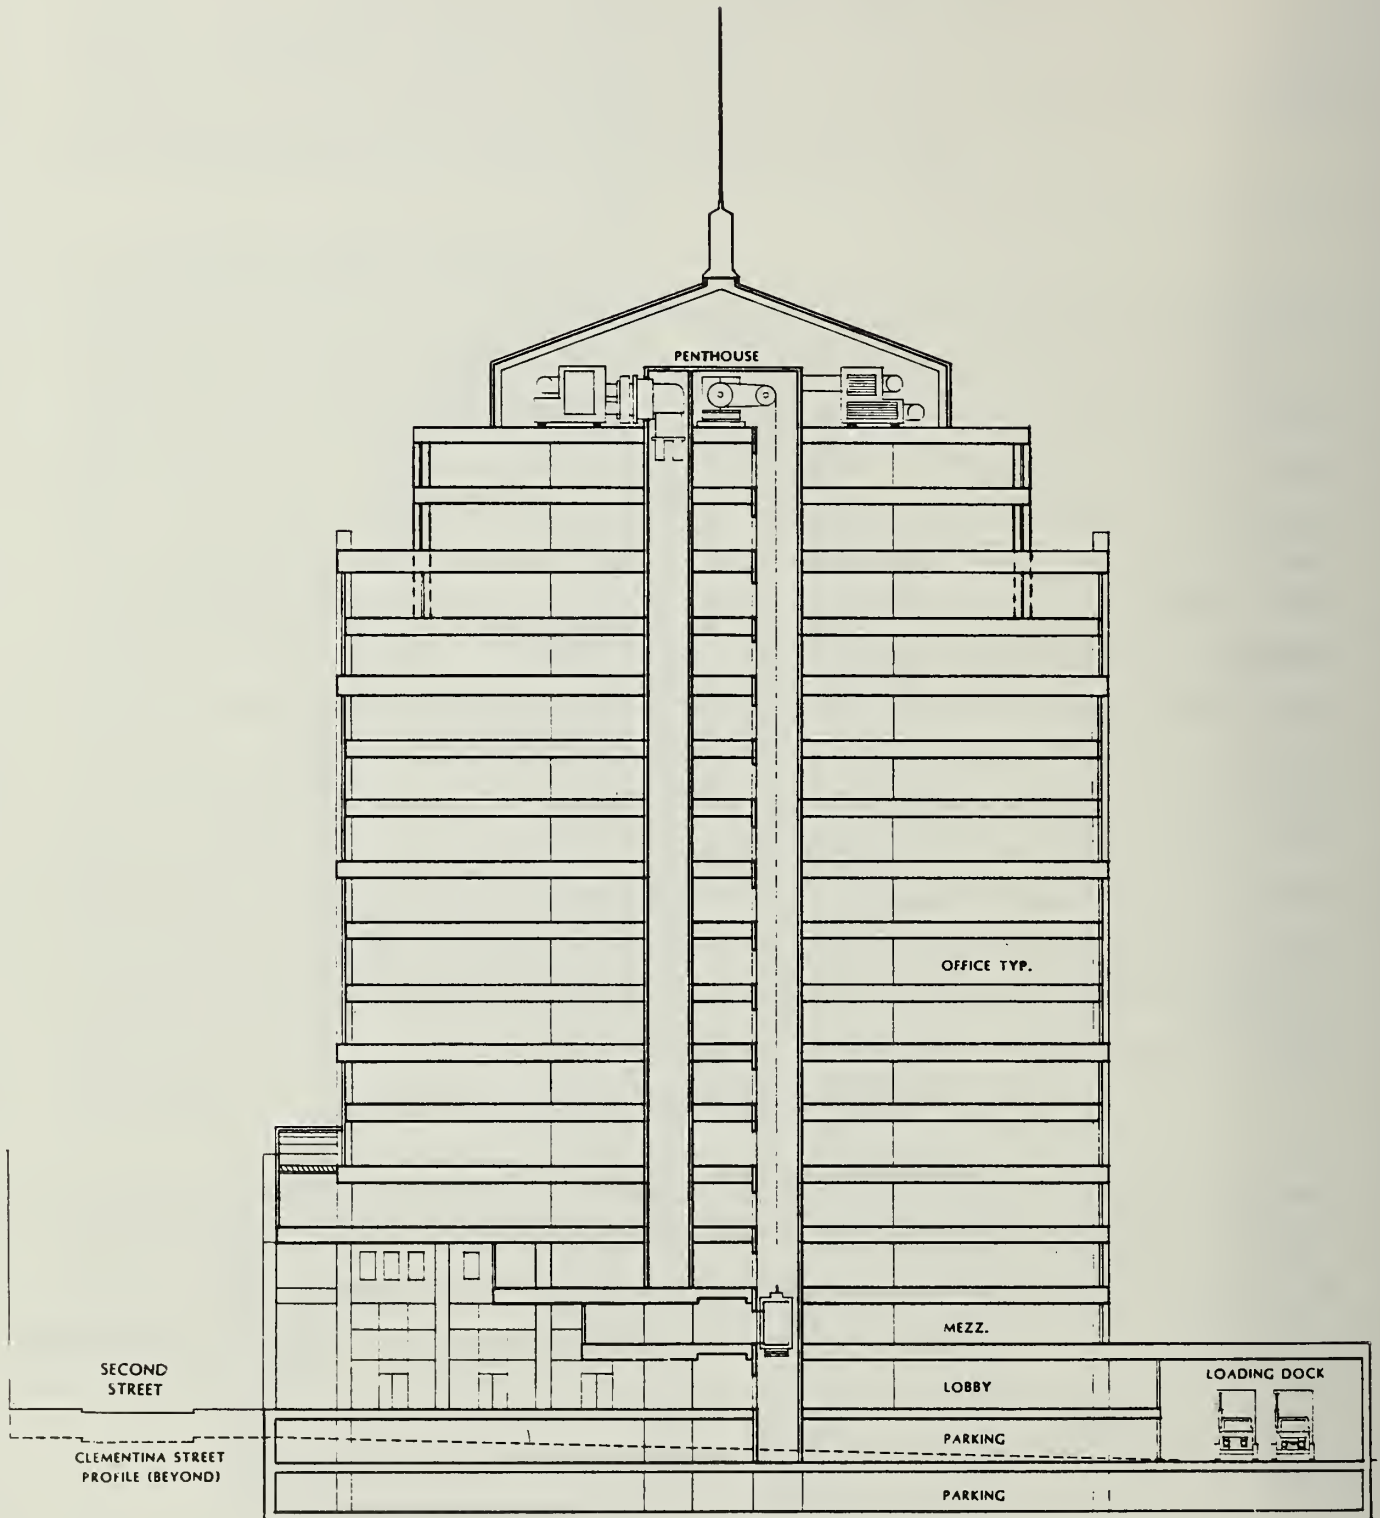 PENTHOUSE
OFFICE TYP.
MEZZ.
SECOND
STREET
LOBBY
LOADING DOCK
PARKING
CLEMENTINA STREET
PROFILE (BEYOND)
PARKING